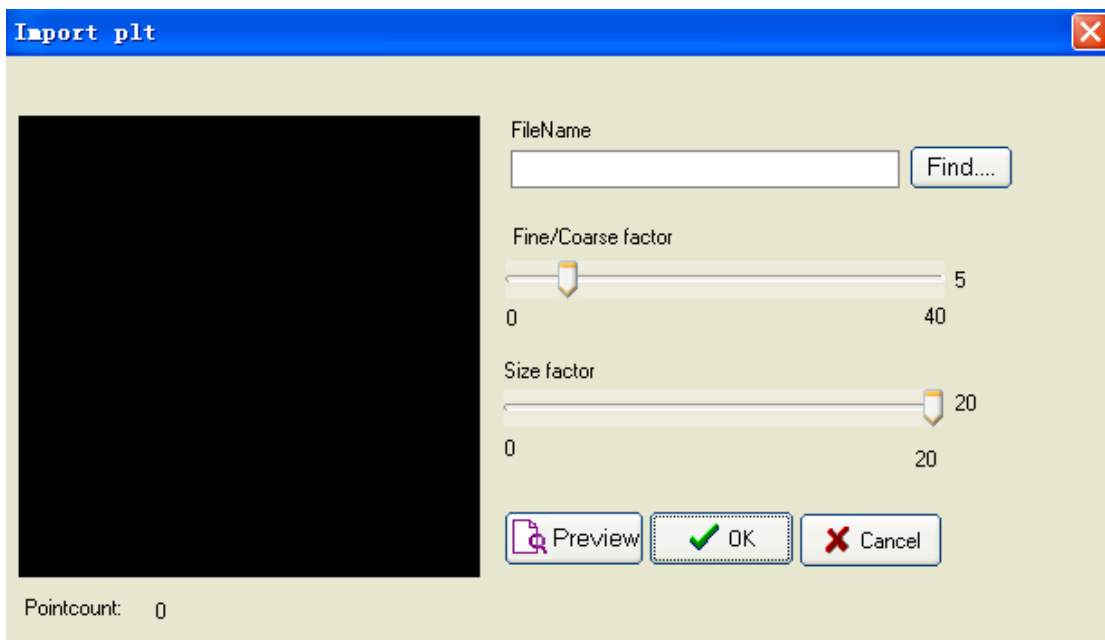 Import plt
FileName
Find....
Fine/Coarse factor
5
0
40
Size factor
20
0
20
Preview
OK
Cancel
Pointcount: 0